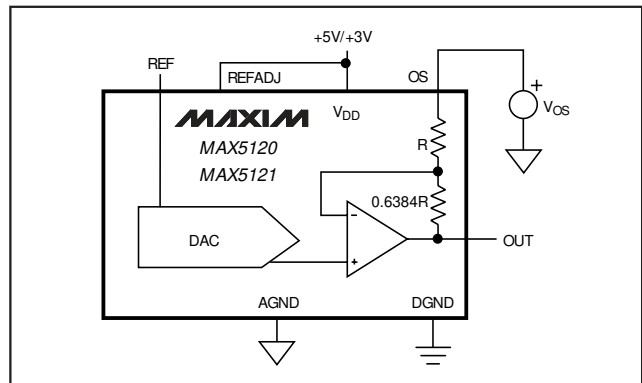 +5V/+3V
REF
REFADJ
OS
+
MAXIM
VDD
VOS
MAX5120
R
MAX5121
0.6384R
-
DAC
OUT
+
AGND
DGND